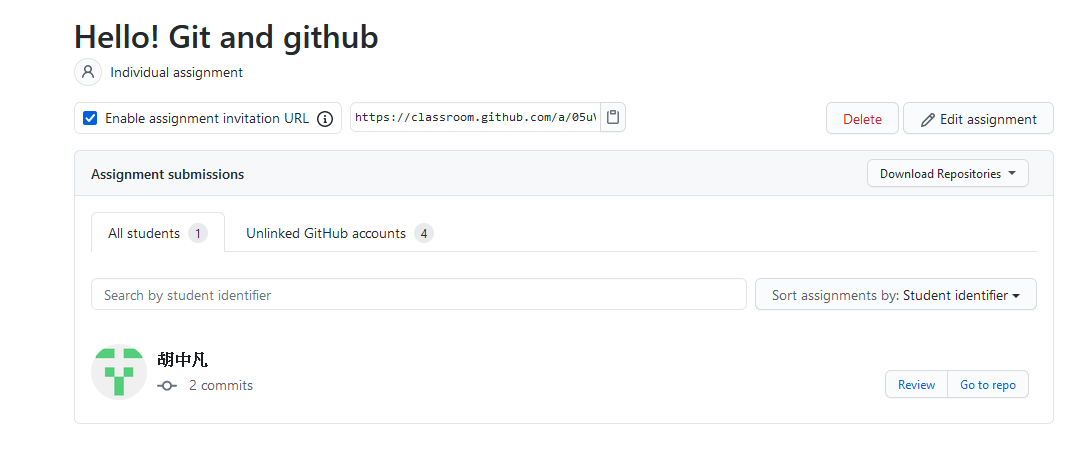 Hello! Git and github
Individual assignment
Enable assignment invitation URL
https://classroom.github.com/a/05u
Delete
Edit assignment
Assignment submissions
Download Repositories
All students 1
Unlinked GitHub accounts 4
Search by student identifier
Sort assignments by: Student identifier
胡中凡
2 commits
Review
Go to repo